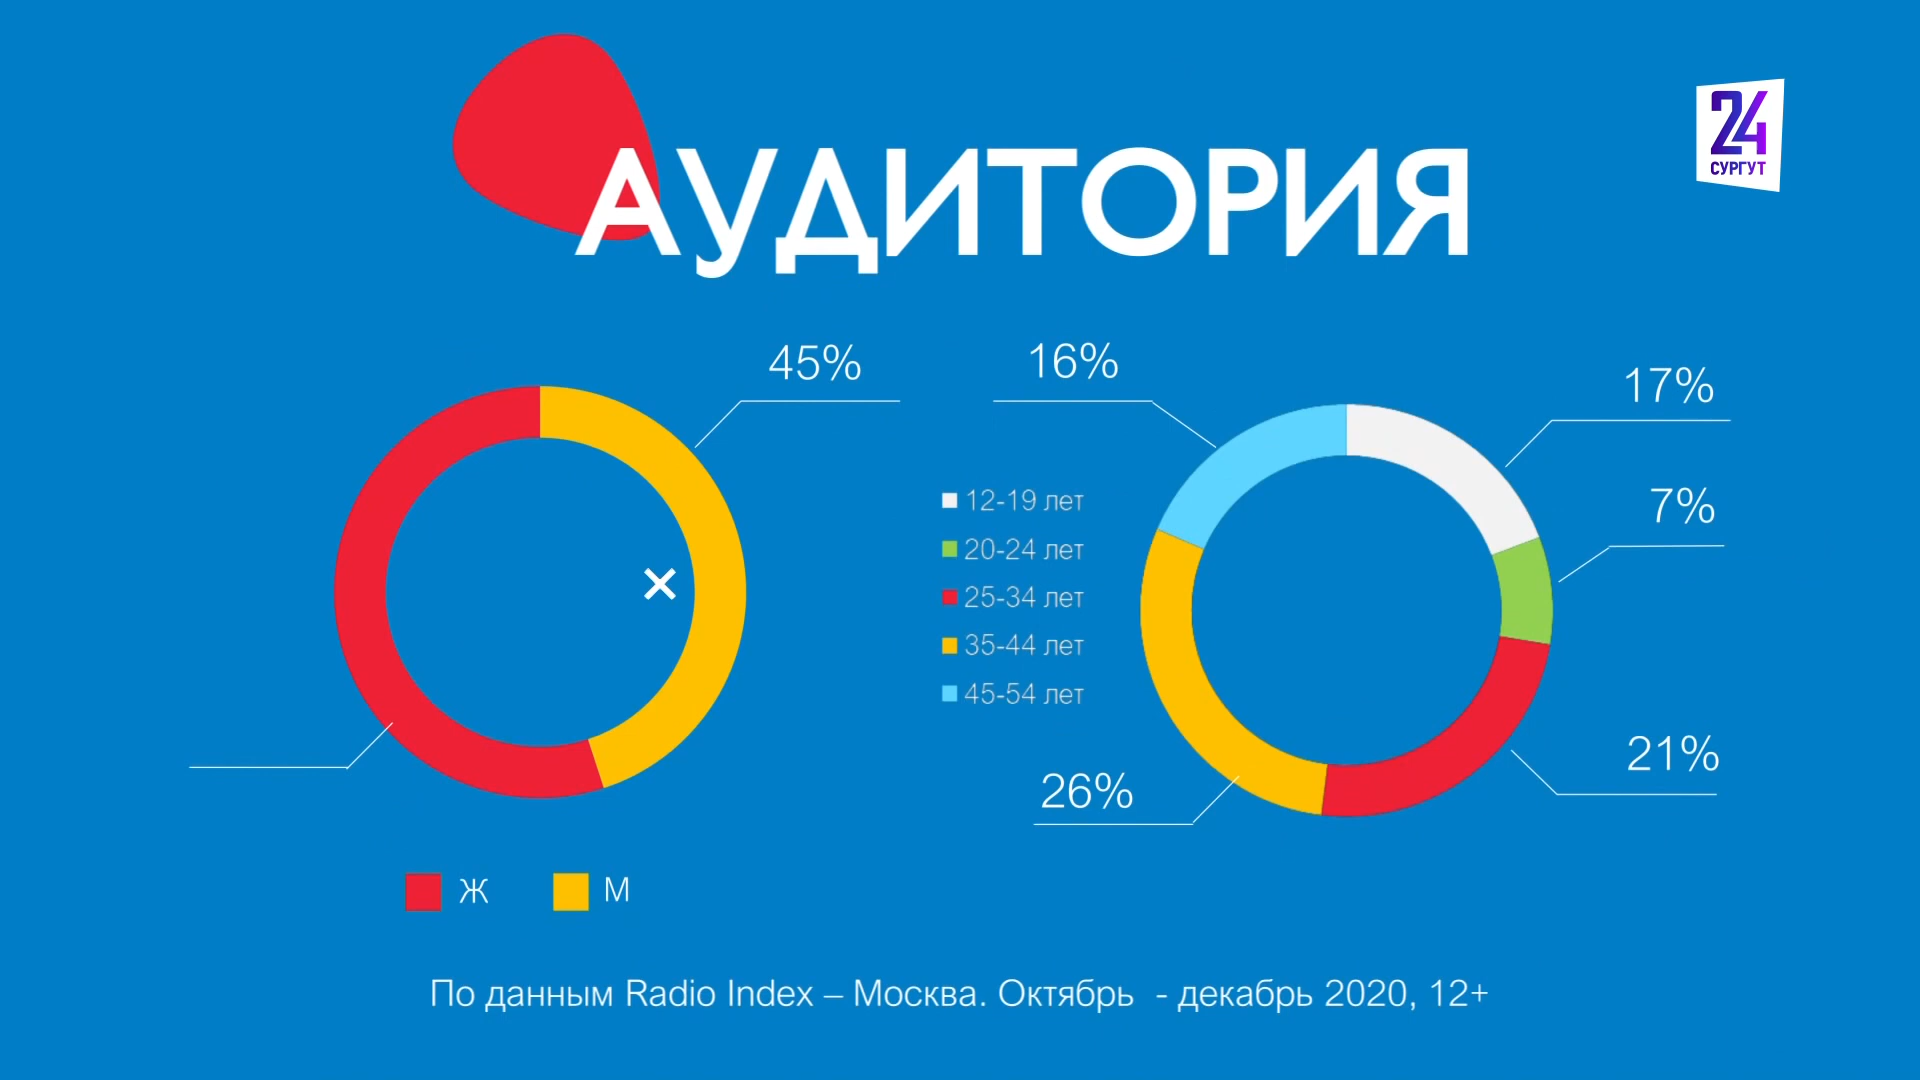 АУДИТОРИЯ
24
СУРГУТ
45%
16%
17%
7%
12-19 лет
20-24 лет
25-34 лет
35-44 лет
45-54 лет
21%
26%
Ж
М
По данным Radio Index – Москва. Октябрь - декабрь 2020, 12+